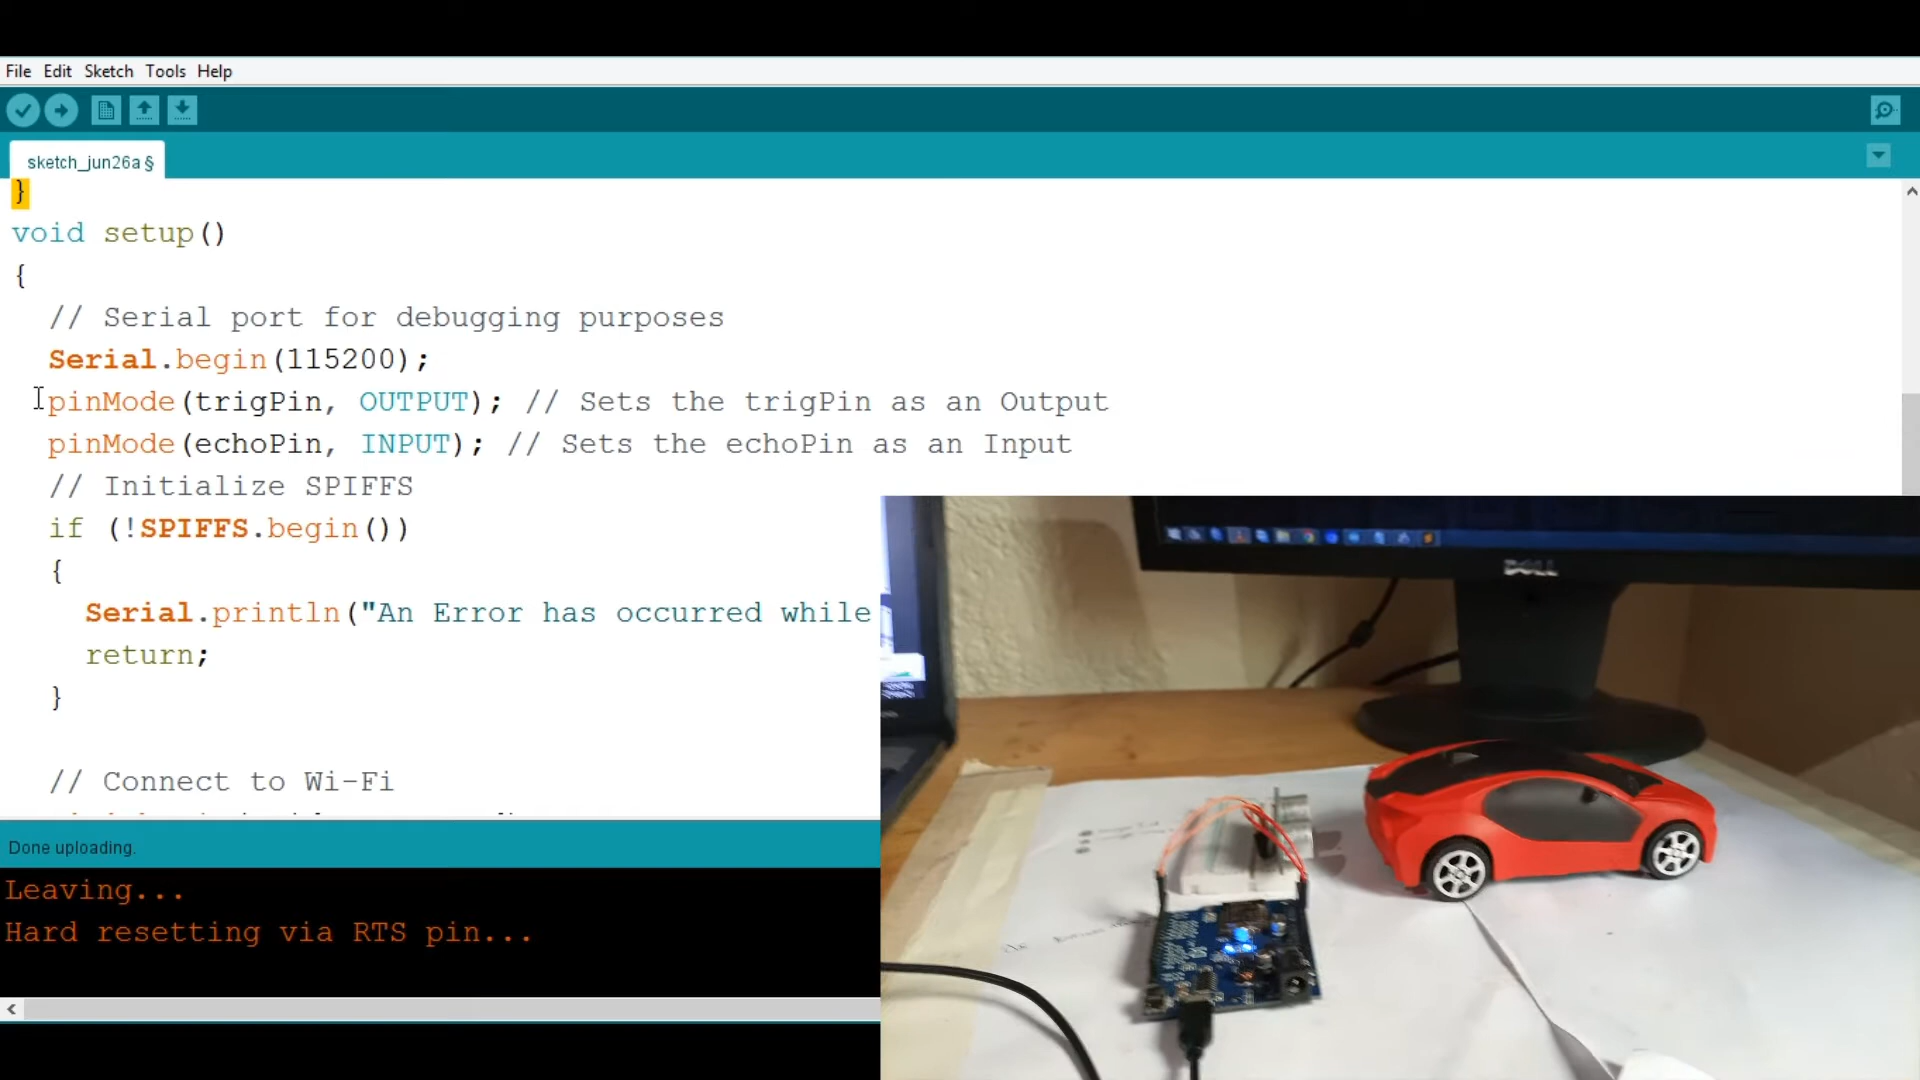 File Edit Sketch Tools Help
sketch_jun26a §
}
void setup()
{
// Serial port for debugging purposes
Serial.begin(115200);
pinMode(trigPin, OUTPUT); // Sets the trigPin as an Output
pinMode(echoPin, INPUT); // Sets the echoPin as an Input
// Initialize SPIFFS
if (!SPIFFS.begin())
{
Serial.println("An Error has occurred while
return;
}
// Connect to Wi-Fi
Done uploading.
Leaving...
Hard resetting via RTS pin...
DELL